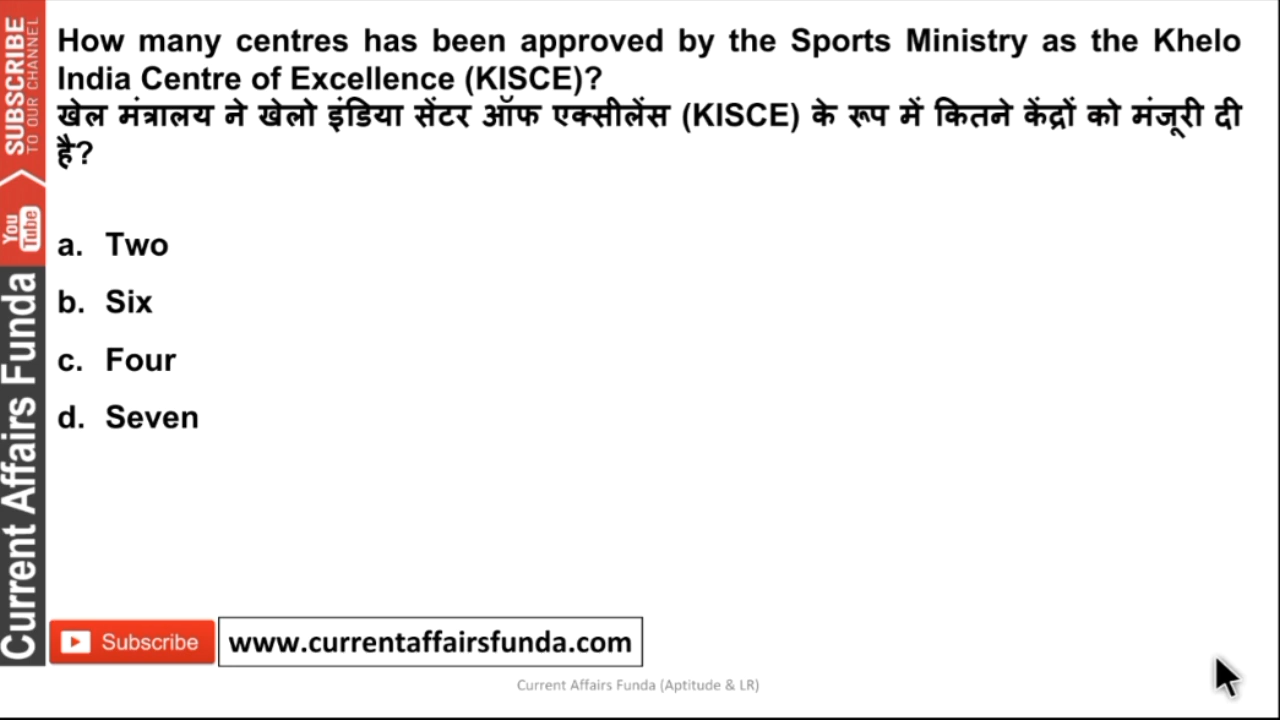 How many centres has been approved by the Sports Ministry as the Khelo
India Centre of Excellence (KISCE)?
खेल मंत्रालय ने खेलो इंडिया सेंटर ऑफ एक्सीलेंस (KISCE) के रूप में कितने केंद्रों को मंजूरी दी
है?
a. Two
b. Six
c. Four
d. Seven
SUBSCRIBE
TO OUR CHANNEL
You
Tube
Current Affairs Funda
Subscribe
www.currentaffairsfunda.com
Current Affairs Funda (Aptitude & LR)